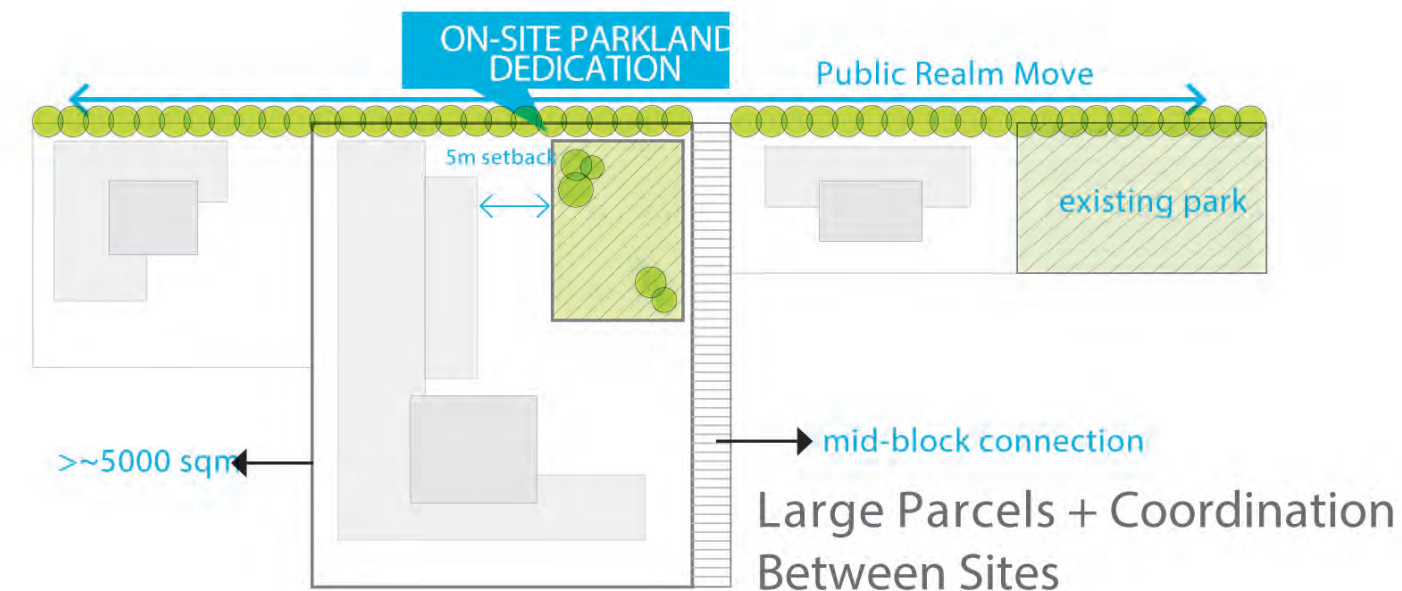 ON-SITE PARKLAND
DEDICATION
Public Realm Move
5m setback
existing park
>~5000 sqm
mid-block connection
Large Parcels + Coordination
Between Sites